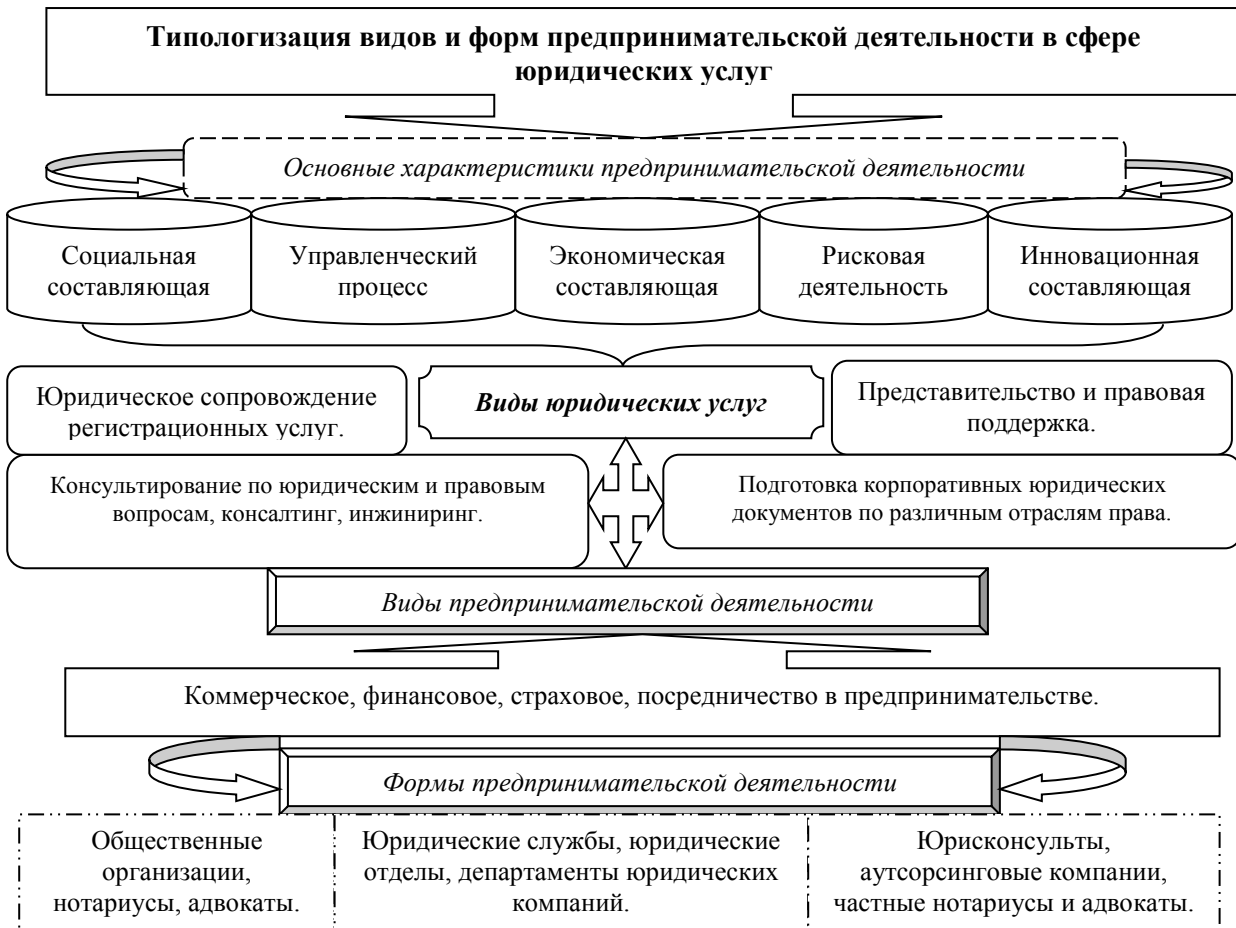 Типологизация видов и форм предпринимательской деятельности в сфере
юридических услуг
Основные характеристики предпринимательской деятельности
Социальная
составляющая
Управленческий
процесс
Экономическая
составляющая
Рисковая
деятельность
Инновационная
составляющая
Юридическое сопровождение
регистрационных услуг.
Виды юридических услуг
Представительство и правовая
поддержка.
Консультирование по юридическим и правовым
вопросам, консалтинг, инжиниринг.
Подготовка корпоративных юридических
документов по различным отраслям права.
Виды предпринимательской деятельности
Коммерческое, финансовое, страховое, посредничество в предпринимательстве.
Формы предпринимательской деятельности
Общественные
организации,
нотариусы, адвокаты.
Юридические службы, юридические
отделы, департаменты юридических
компаний.
Юрисконсульты,
аутсорсинговые компании,
частные нотариусы и адвокаты.